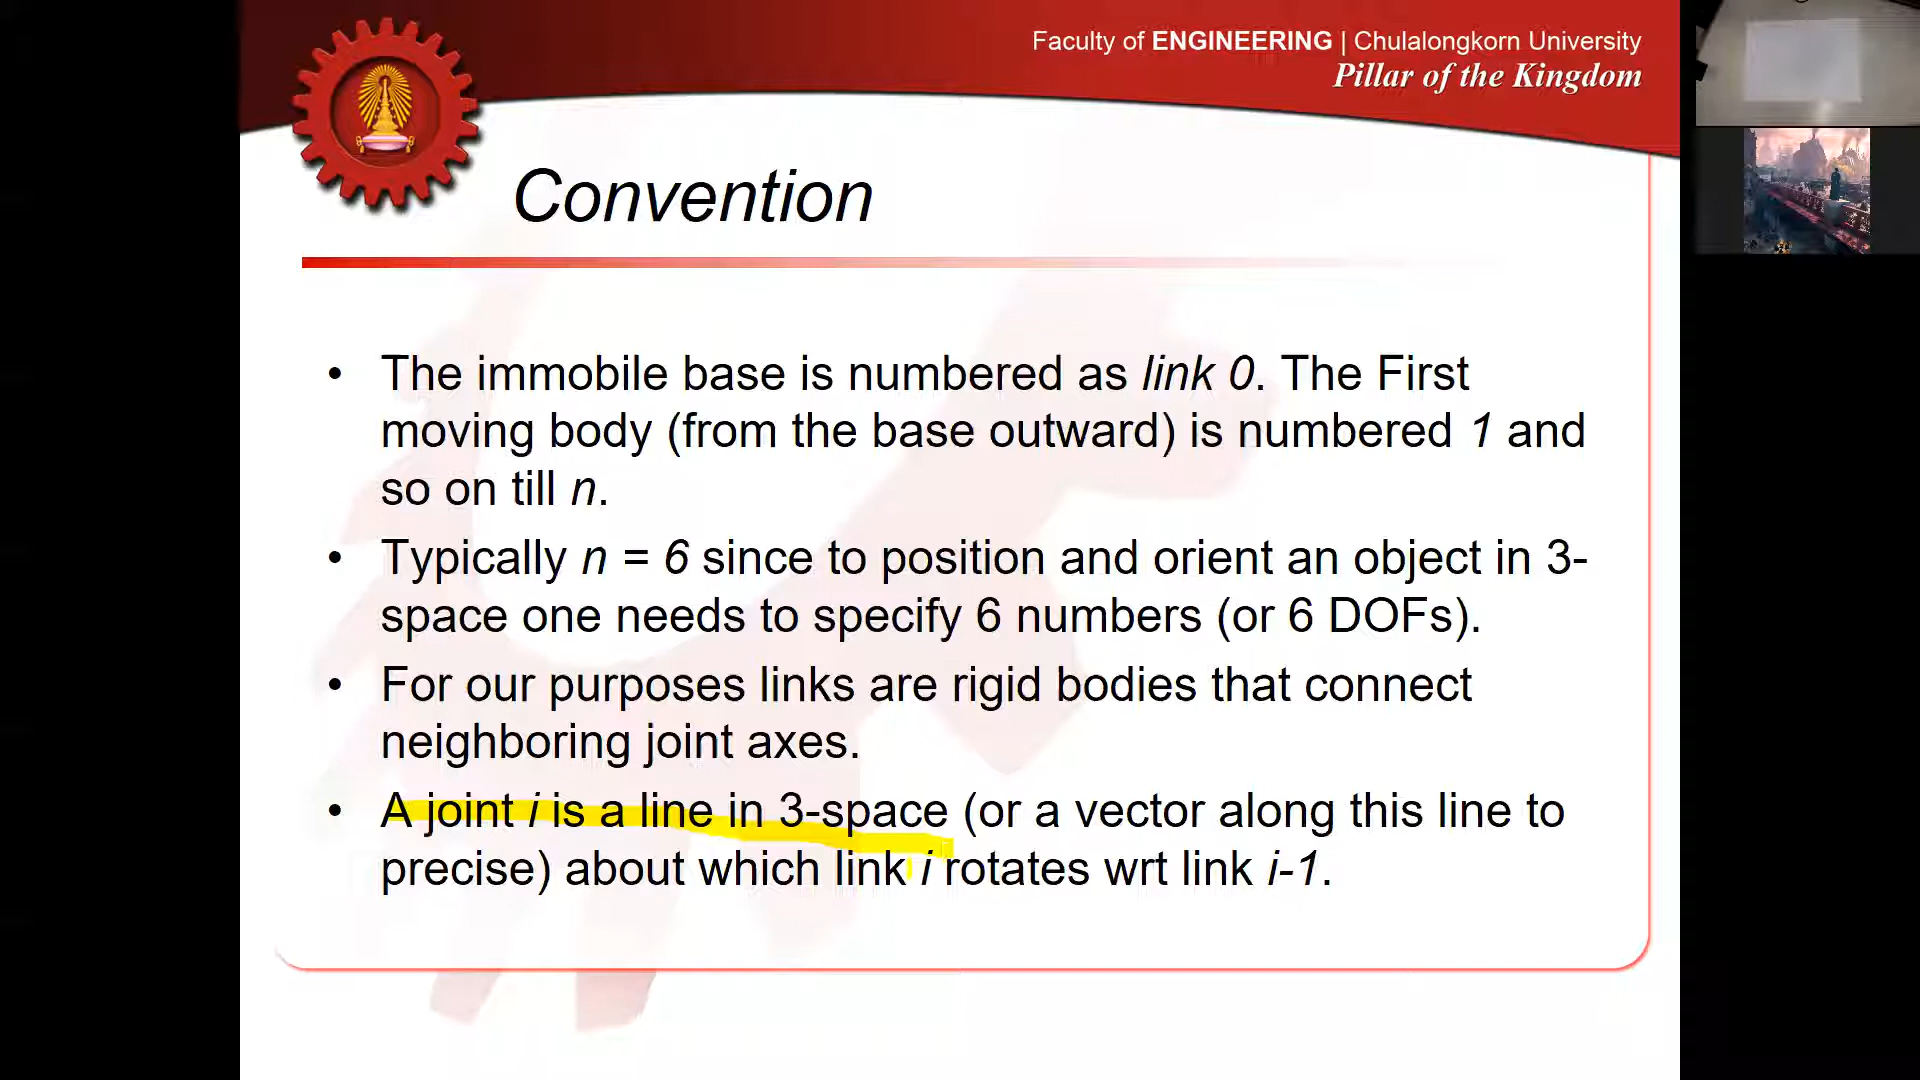 Faculty of ENGINEERING | Chulalongkorn University
Pillar of the Kingdom
Convention
• The immobile base is numbered as link 0. The First
moving body (from the base outward) is numbered 1 and
so on till n.
• Typically n = 6 since to position and orient an object in 3-
space one needs to specify 6 numbers (or 6 DOFs).
• For our purposes links are rigid bodies that connect
neighboring joint axes.
• A joint i is a line in 3-space (or a vector along this line to
precise) about which link i rotates wrt link i-1.